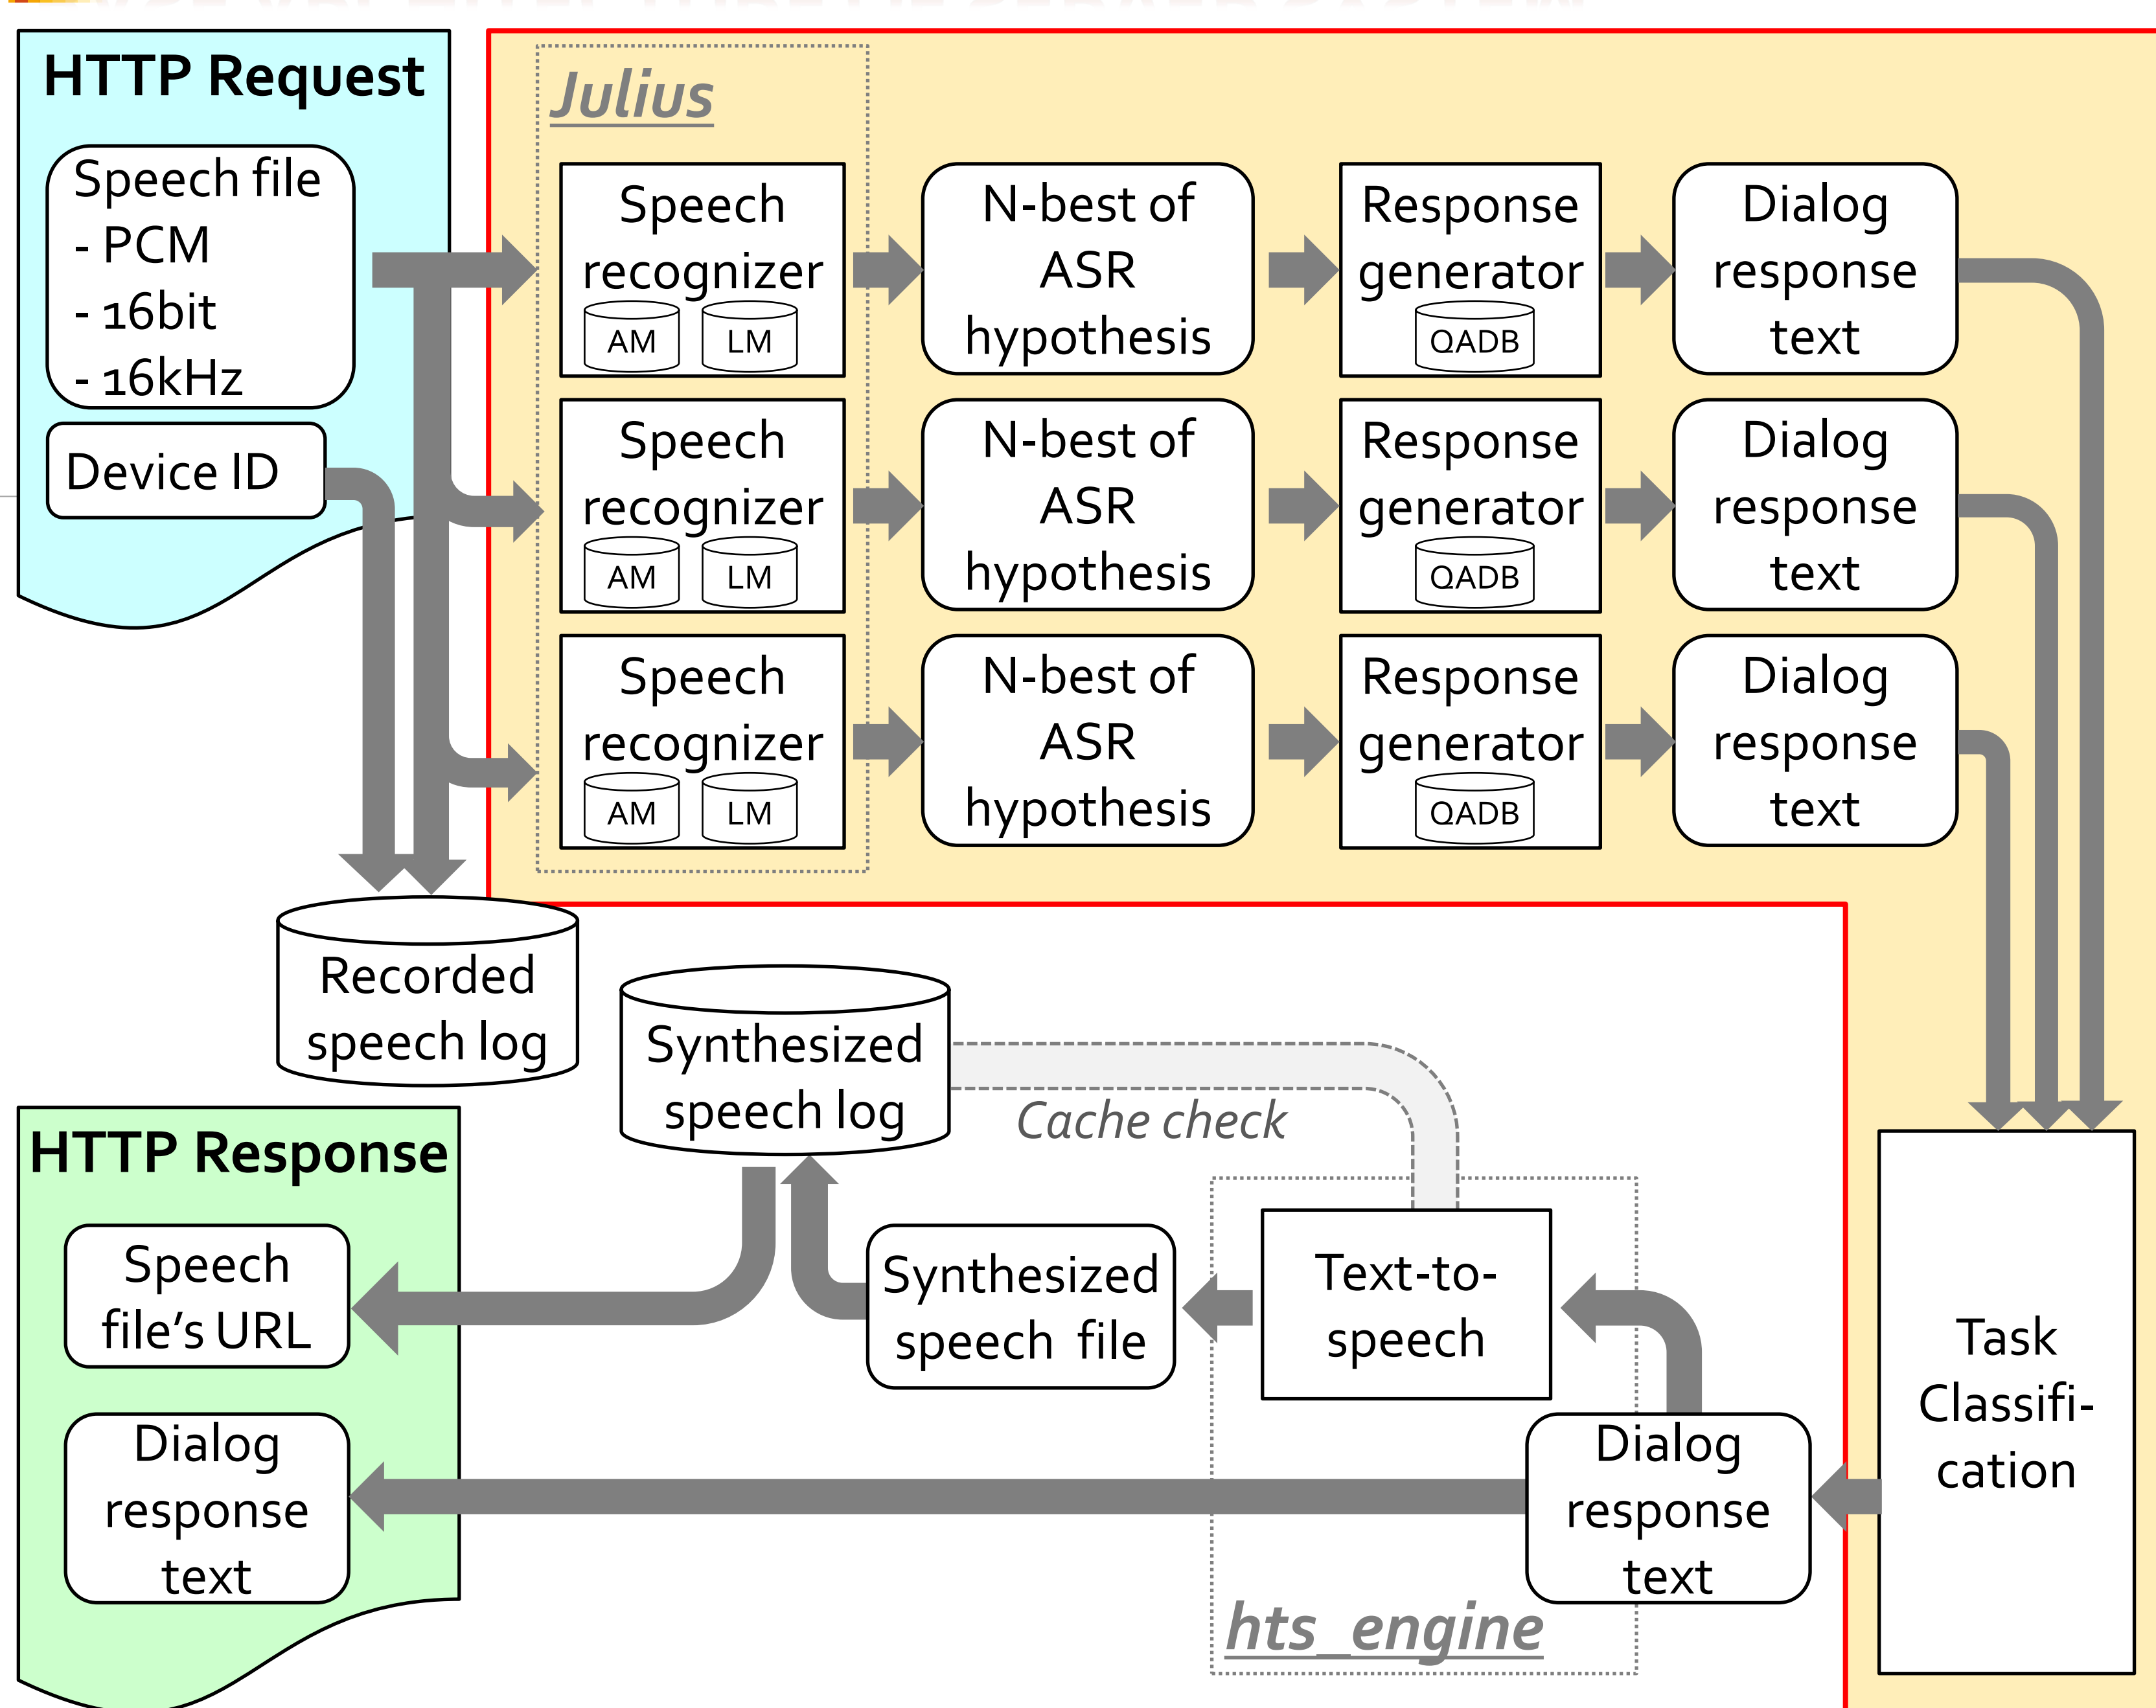 HTTP Request
Speech file
- PCM
- 16bit
- 16kHz
Device ID
Julius
Speech
recognizer
AM LM
N-best of
ASR
hypothesis
Response
generator
QADB
Dialog
response
text
Speech
recognizer
AM LM
N-best of
ASR
hypothesis
Response
generator
QADB
Dialog
response
text
Speech
recognizer
AM LM
N-best of
ASR
hypothesis
Response
generator
QADB
Dialog
response
text
Recorded
speech log
Synthesized
speech log
Cache check
HTTP Response
Speech
file's URL
Dialog
response
text
Synthesized
speech file
Text-to-
speech
Dialog
response
text
hts_engine
Task
Classifi-
cation